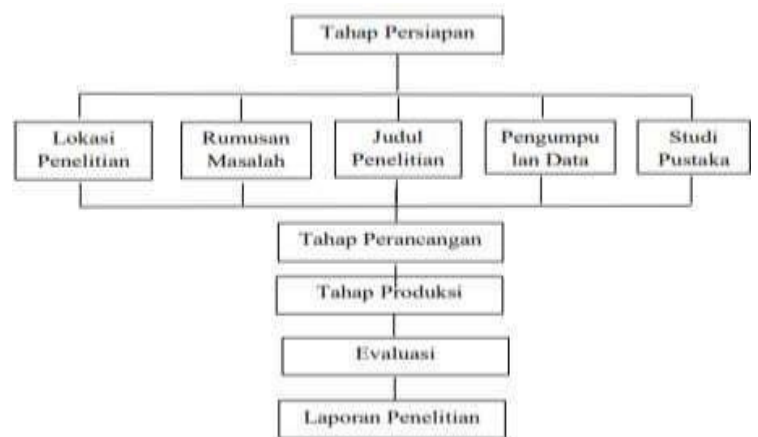 Tahap Persiapan
Lokasi
Penelitian
Rumusan
Masalah
Judul
Penelitian
Pengumpu
lan Data
Studi
Pustaka
Tahap Perancangan
Tahap Produksi
Evaluasi
Laporan Penelitian